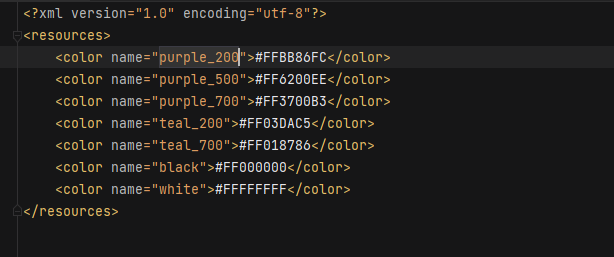 <?xml version="1.0" encoding="utf-8"?>
<resources>
    <color name="purple_200">#FFBB86FC</color>
    <color name="purple_500">#FF6200EE</color>
    <color name="purple_700">#FF3700B3</color>
    <color name="teal_200">#FF03DAC5</color>
    <color name="teal_700">#FF018786</color>
    <color name="black">#FF000000</color>
    <color name="white">#FFFFFFFF</color>
</resources>